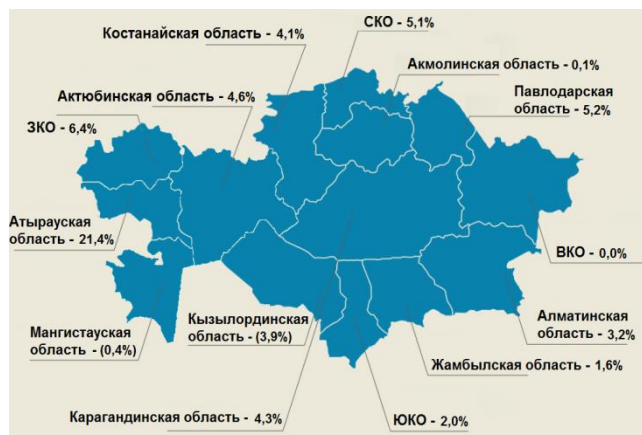 СКО - 5,1%
Костанайская область - 4,1%
Акмолинская область - 0,1%
Актюбинская область - 4,6%
Павлодарская
область - 5,2%
ЗКО - 6,4%
Атырауская
область - 21,4%
ВКО - 0,0%
Мангистауская
область - (0,4%)
Кызылординская
область - (3,9%)
Алматинская
область - 3,2%
Жамбылская область - 1,6%
Карагандинская область - 4,3%
ЮКО - 2,0%